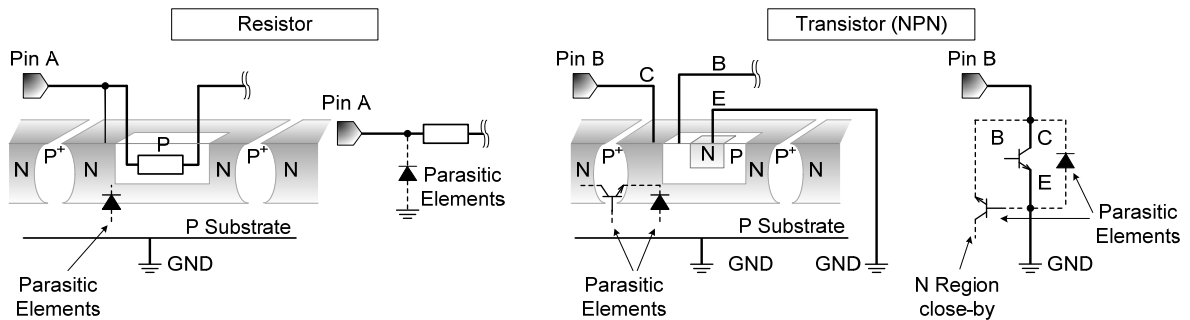 Resistor
Transistor (NPN)
Pin A
Pin A
N
P+
N
P
N
P+
N
Parasitic
Elements
P Substrate
GND
Parasitic
Elements
Pin B
C
B
E
N
P+
N
N
P
P+
N
P Substrate
GND
GND
Parasitic
Elements
Pin B
B
C
E
Parasitic
Elements
GND
N Region
close-by